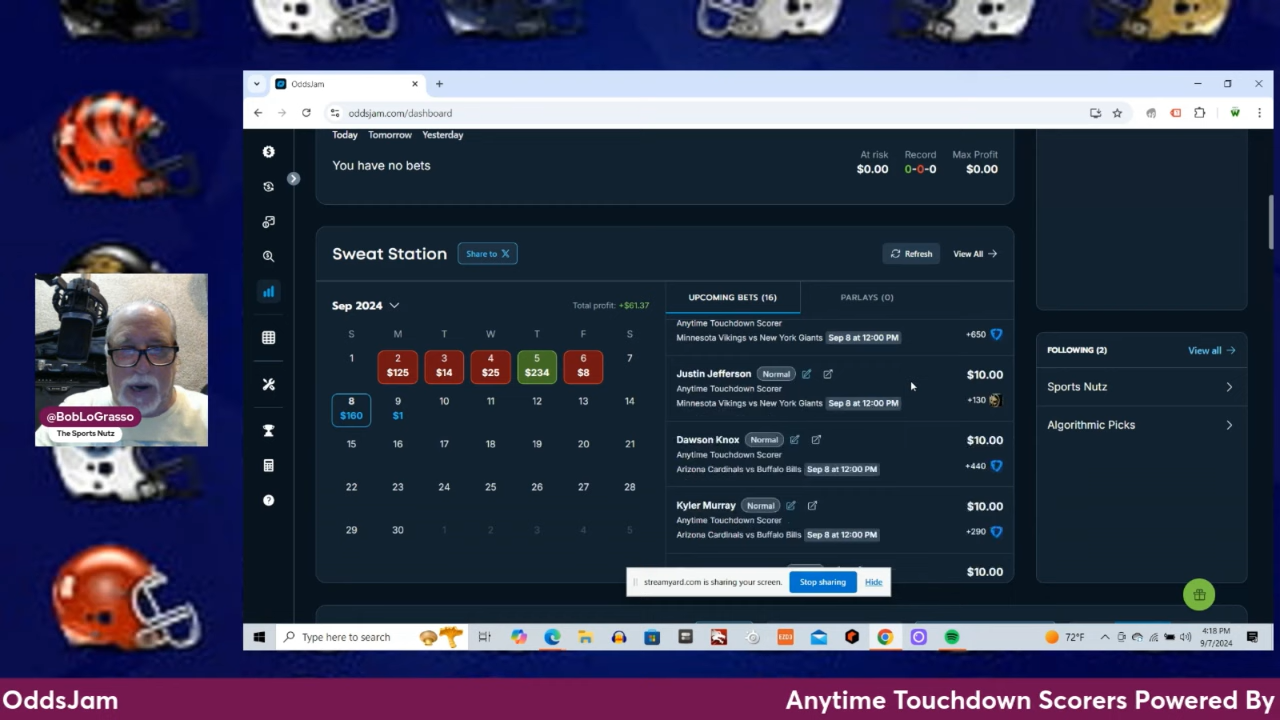 OddsJam
oddsjam.com/dashboard
Today Tomorrow Yesterday
You have no bets
At risk Record Max Profit
$0.00 0-0-0 $0.00
Sweat Station Share to X Refresh View All
Sep 2024 Total profit: +$61.37
S M T W T F S
1 2 3 4 5 6 7
$125 $14 $25 $234 $8
8 9 10 11 12 13 14
$160 $1
15 16 17 18 19 20 21
22 23 24 25 26 27 28
29 30 1 2 3 4 5
UPCOMING BETS (16) PARLAYS (0)
Anytime Touchdown Scorer
Minnesota Vikings vs New York Giants Sep 8 at 12:00 PM +650
Justin Jefferson Normal $10.00
Anytime Touchdown Scorer
Minnesota Vikings vs New York Giants Sep 8 at 12:00 PM +130
Dawson Knox Normal $10.00
Anytime Touchdown Scorer
Arizona Cardinals vs Buffalo Bills Sep 8 at 12:00 PM +440
Kyler Murray Normal $10.00
Anytime Touchdown Scorer
Arizona Cardinals vs Buffalo Bills Sep 8 at 12:00 PM +290
$10.00
FOLLOWING (2) View all
Sports Nutz
Algorithmic Picks
streamyard.com is sharing your screen. Stop sharing Hide
@BobLoGrasso
The Sports Nutz
Type here to search
72°F
4:18 PM
9/7/2024
OddsJam Anytime Touchdown Scorers Powered By